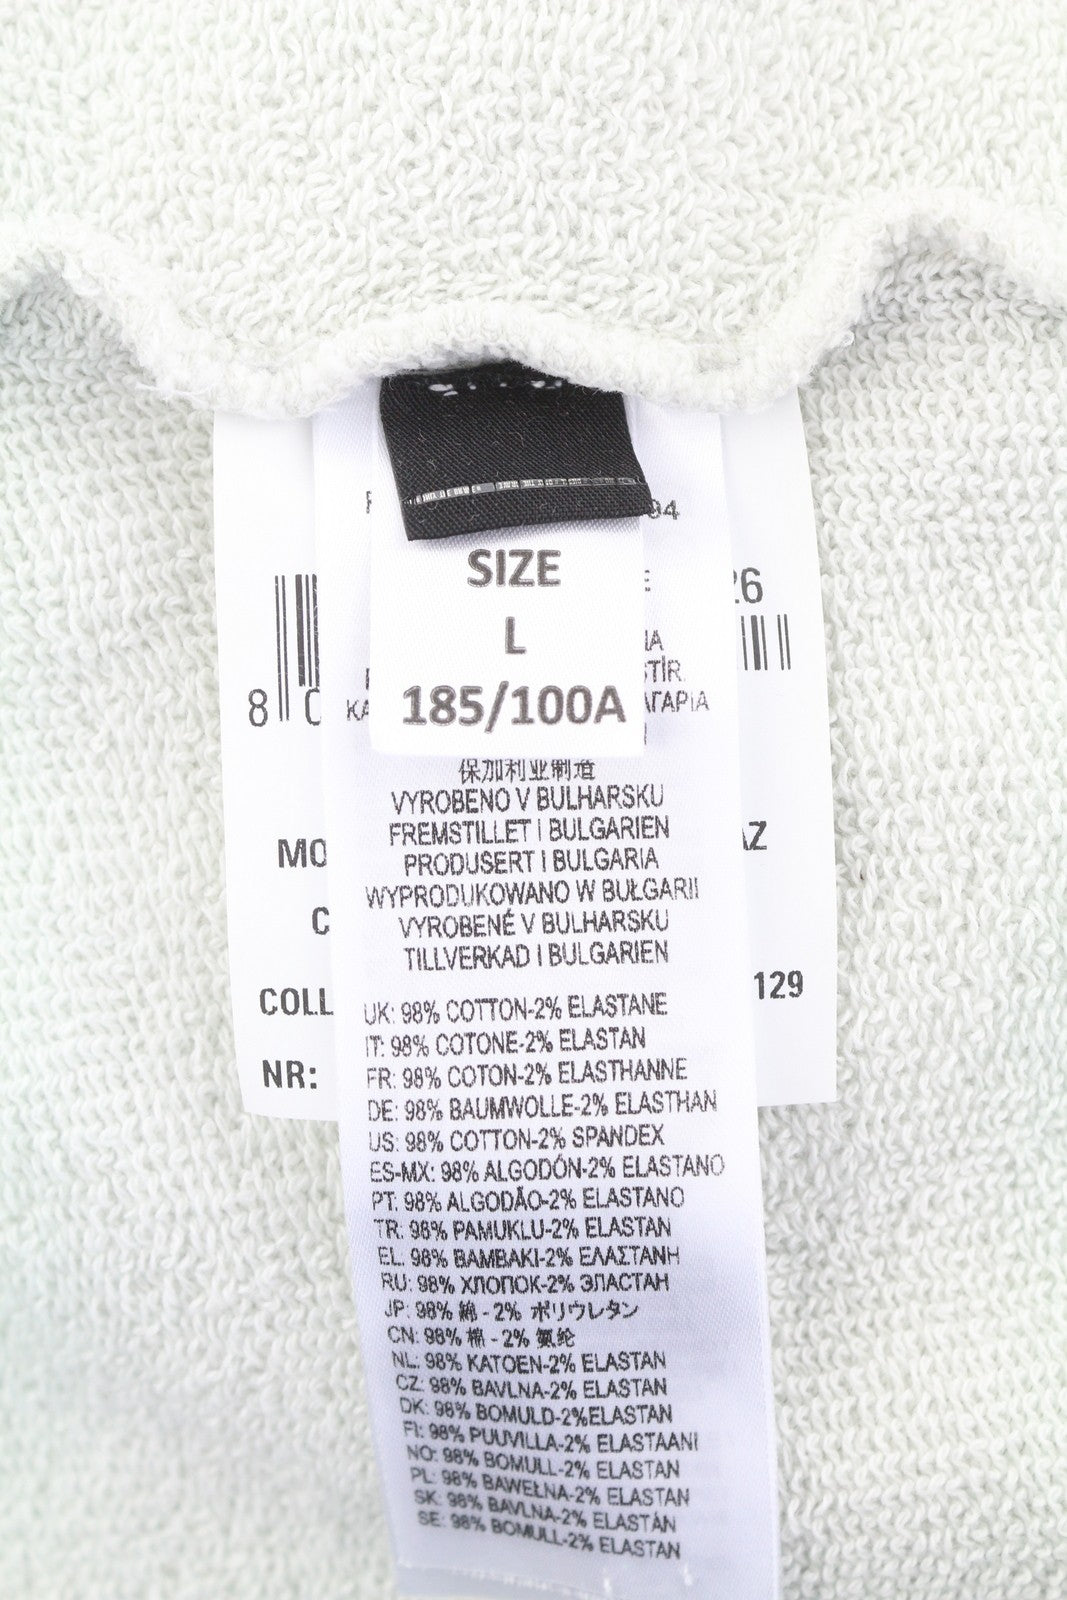 94
SIZE
L
185/100A
26
8
保加利亚制造
VYROBENO V BULHARSKU
FREMSTILLET I BULGARIEN
PRODUSERT I BULGARIA
WYPRODUKOWANO W BUŁGARII
VYROBENÉ V BULHARSKU
TILLVERKAD I BULGARIEN
129
NR:
UK: 98% COTTON-2% ELASTANE
IT: 98% COTONE-2% ELASTAN
FR: 98% COTON-2% ELASTHANNE
DE: 98% BAUMWOLLE-2% ELASTHAN
US: 98% COTTON-2% SPANDEX
ES-MX: 98% ALGODÓN-2% ELASTANO
PT: 98% ALGODÃO-2% ELASTANO
TR: 98% PAMUKLU-2% ELASTAN
EL: 98% ΒΑΜΒΑΚΙ-2% ΕΛΑΣΤΑΝΗ
RU: 98% ХЛОПОК-2% ЭЛАСТАН
JP: 98% 綿 - 2% ポリウレタン
CN: 98% 棉 - 2% 氨纶
NL: 98% KATOEN-2% ELASTAN
CZ: 98% BAVLNA-2% ELASTAN
DK: 98% BOMULD-2%ELASTAN
FI: 98% PUUVILLA-2% ELASTAANI
NO: 98% BOMULL-2% ELASTAN
PL: 98% BAWEŁNA-2% ELASTAN
SK: 98% BAVLNA-2% ELASTÁN
SE: 98% BOMULL-2% ELASTAN